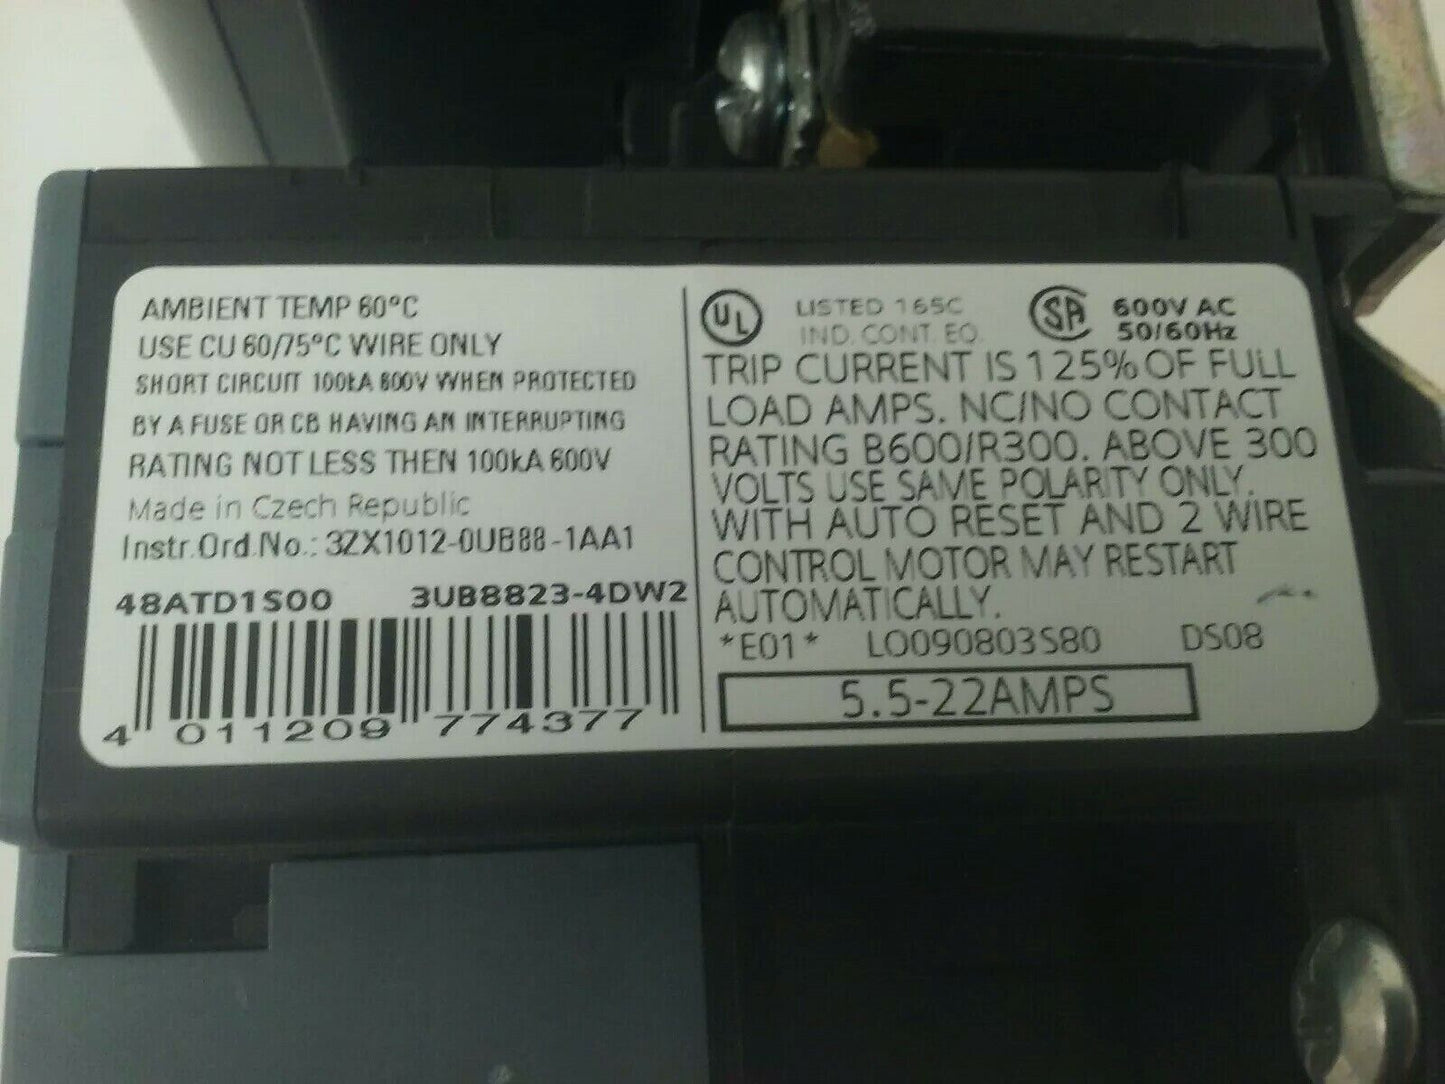 AMBIENT TEMP 60°C
USE CU 60/75°C WIRE ONLY
SHORT CIRCUIT 100kA 600V WHEN PROTECTED
BY A FUSE OR CB HAVING AN INTERRUPTING
RATING NOT LESS THEN 100kA 600V
Made in Czech Republic
Instr.Ord.No.: 3ZX1012-0UB88-1AA1
48ATD1S00 3UB8823-4DW2
4 011209 774377
UL LISTED 165C
IND. CONT. EQ.
SA 600V AC
50/60Hz
TRIP CURRENT IS 125% OF FULL
LOAD AMPS. NC/NO CONTACT
RATING B600/R300. ABOVE 300
VOLTS USE SAME POLARITY ONLY.
WITH AUTO RESET AND 2 WIRE
CONTROL MOTOR MAY RESTART
AUTOMATICALLY.
*E01* LO090803S80 DS08
5.5-22AMPS